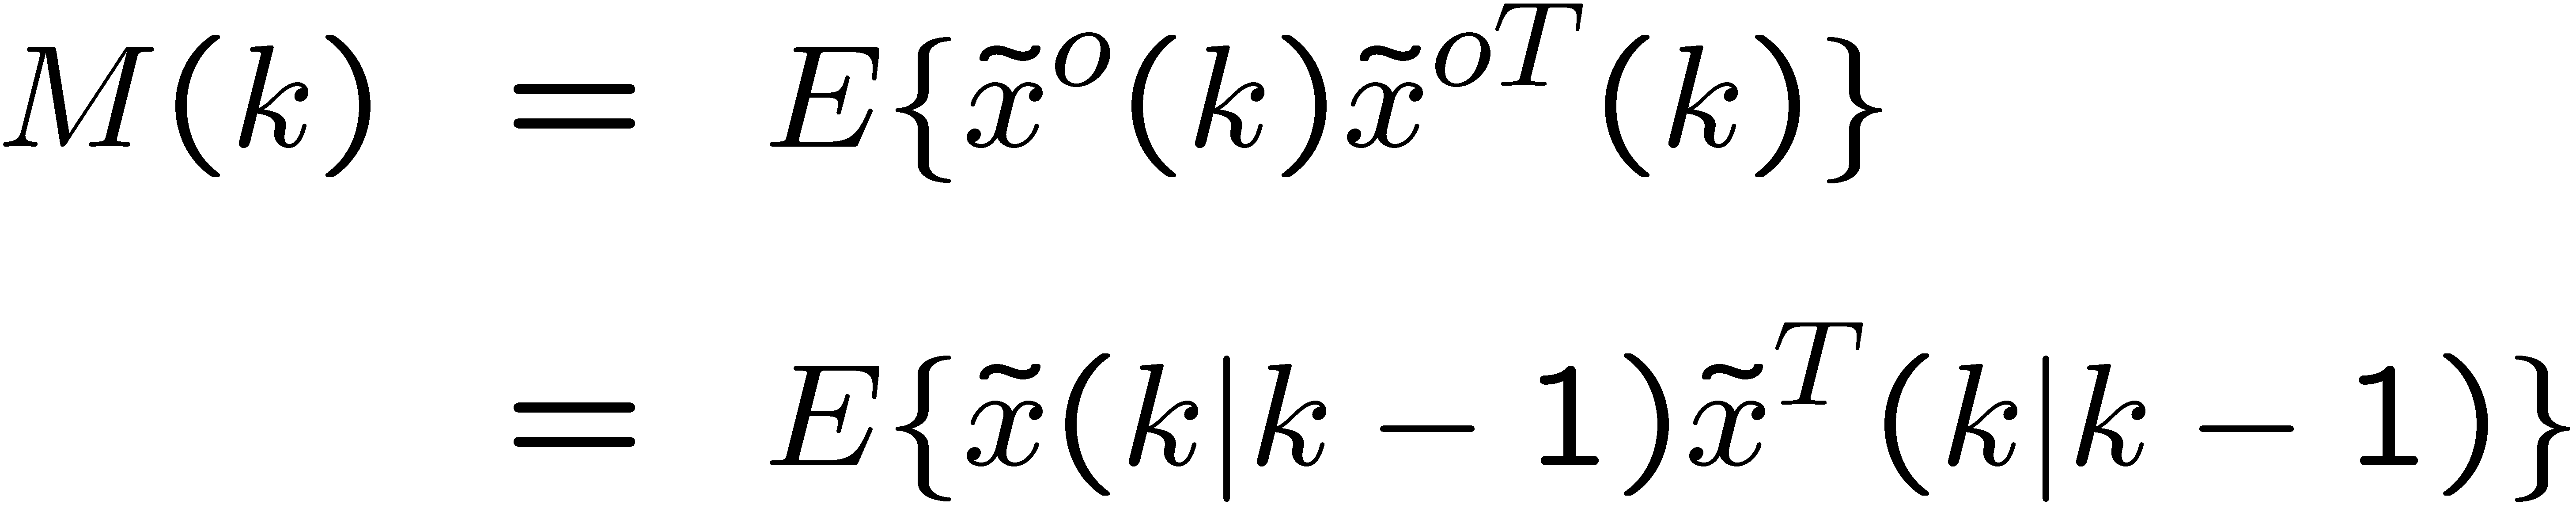 M(k) = E{x̃ᵒ(k)x̃ᵒᵀ(k)}
= E{x̃(k|k − 1)x̃ᵀ(k|k − 1)}